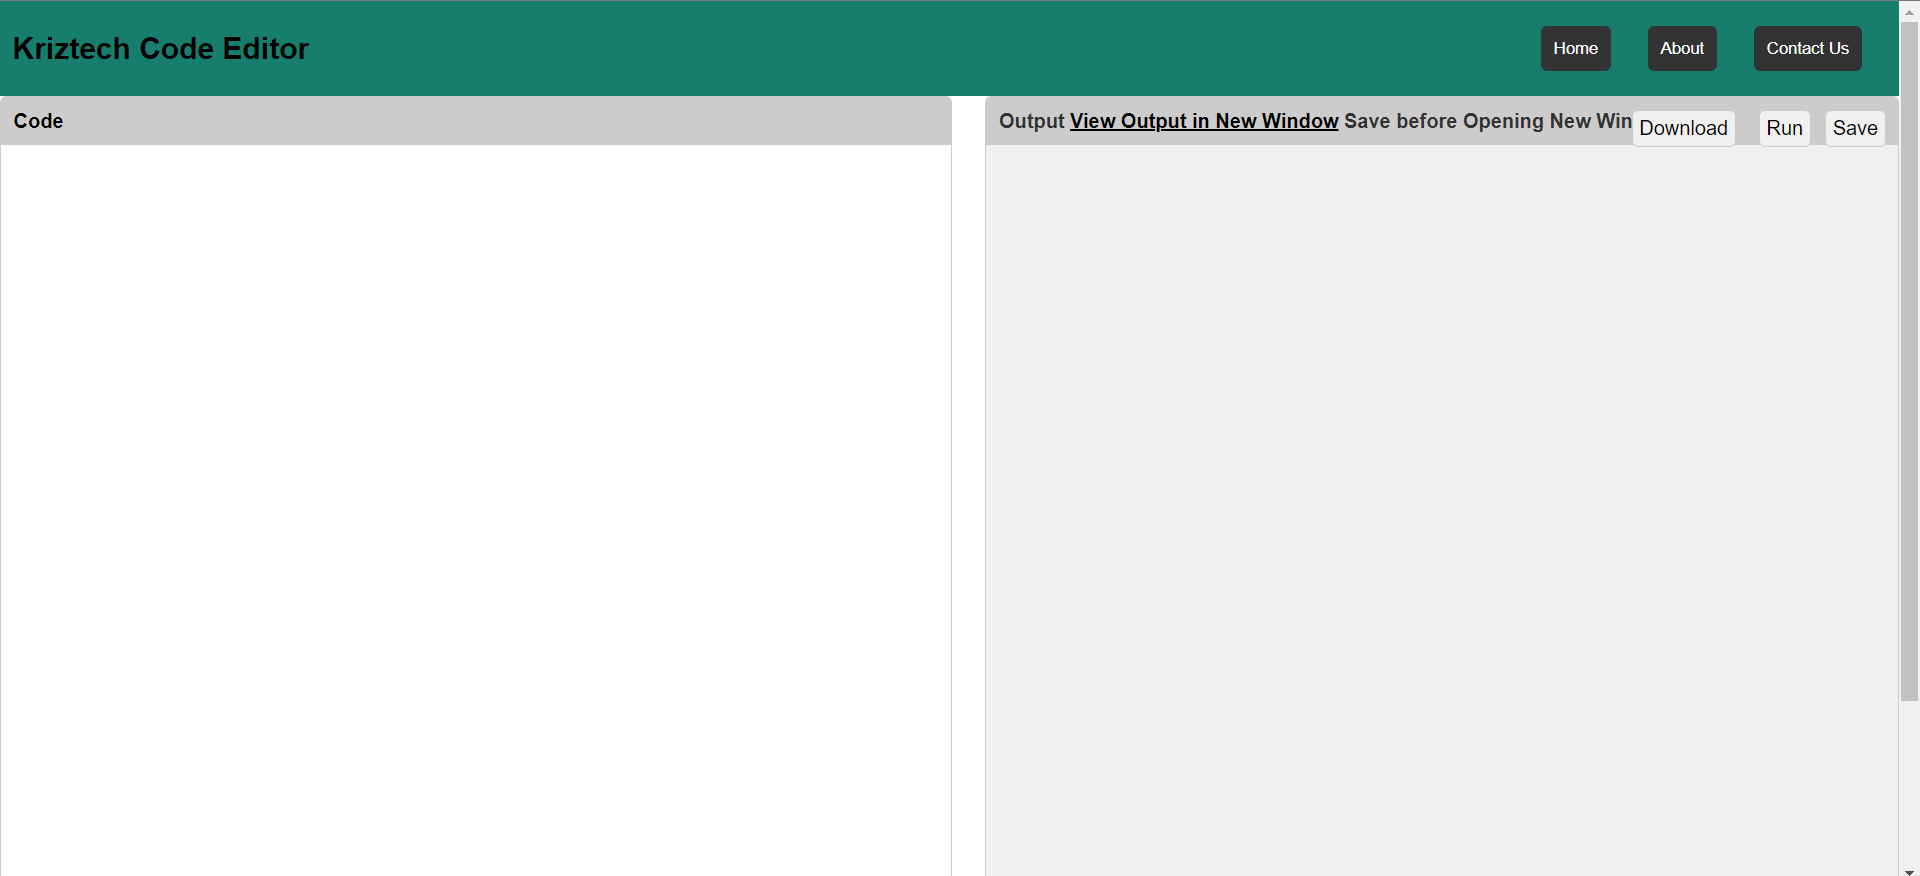 Kriztech Code Editor
Home
About
Contact Us
Code
Output View Output in New Window Save before Opening New Win
Download
Run
Save